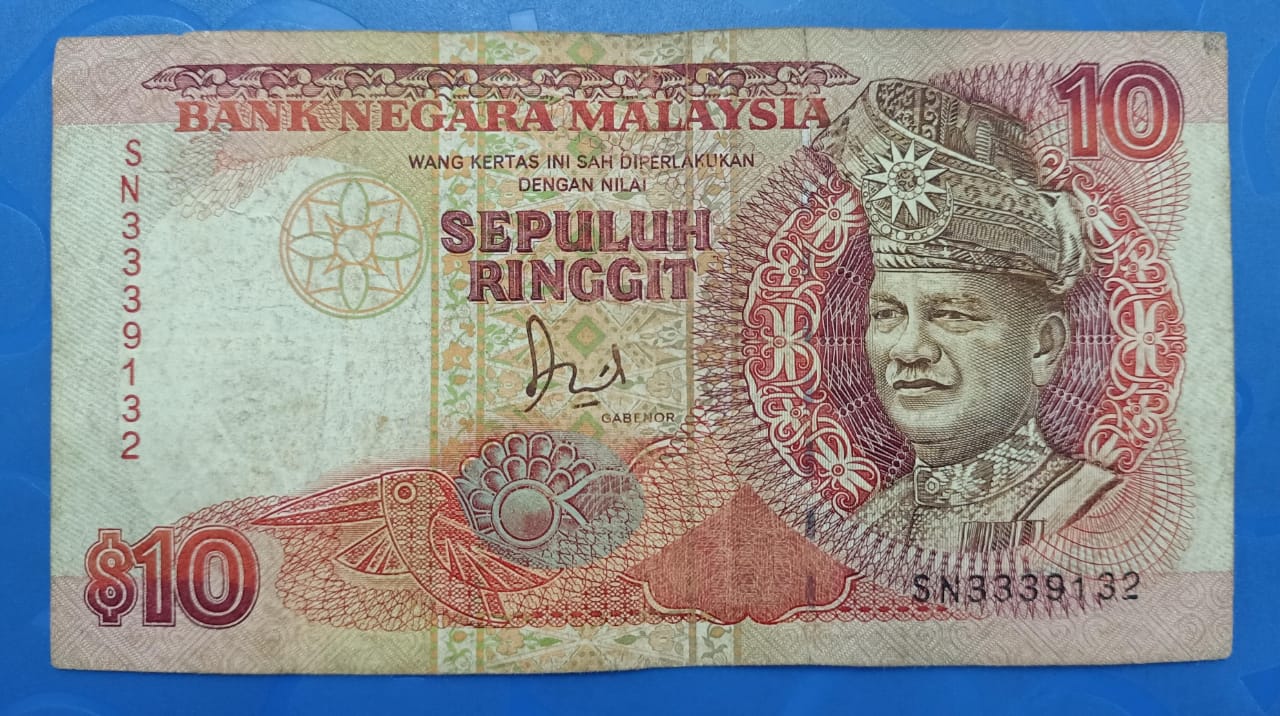 BANK NEGARA MALAYSIA
10
WANG KERTAS INI SAH DIPERLAKUKAN
DENGAN NILAI
SEPULUH
RINGGIT
SN3339132
GABENOR
$10
SN3339132